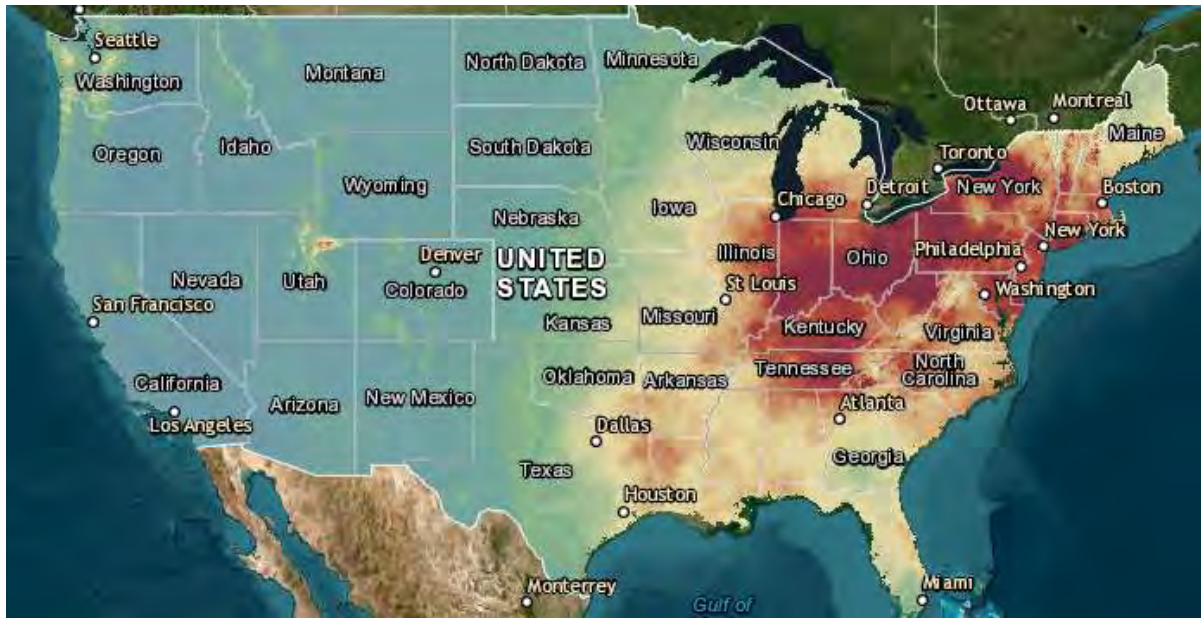 Seattle
Washington
Montana
North Dakota
Minnesota
Ottawa
Montreal
Maine
Oregon
Idaho
South Dakota
Wisconsin
Toronto
Wyoming
Detroit
New York
Boston
Nebraska
Iowa
Chicago
New York
Nevada
Utah
Denver
Colorado
UNITED
STATES
Illinois
Ohio
Philadelphia
San Francisco
St Louis
Washington
Kansas
Missouri
Kentucky
Virginia
California
Arizona
New Mexico
Oklahoma
Arkansas
Tennessee
North
Carolina
Los Angeles
Dallas
Atlanta
Texas
Georgia
Houston
Monterrey
Miami
Gulf of